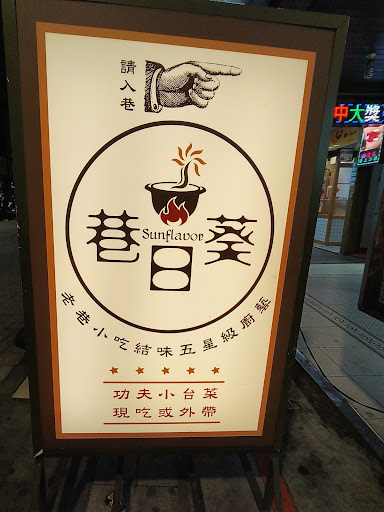 請入巷
Sunflavor
巷日葵
老巷小吃結味五星級廚藝
功夫小台菜
現吃或外帶
中大獎